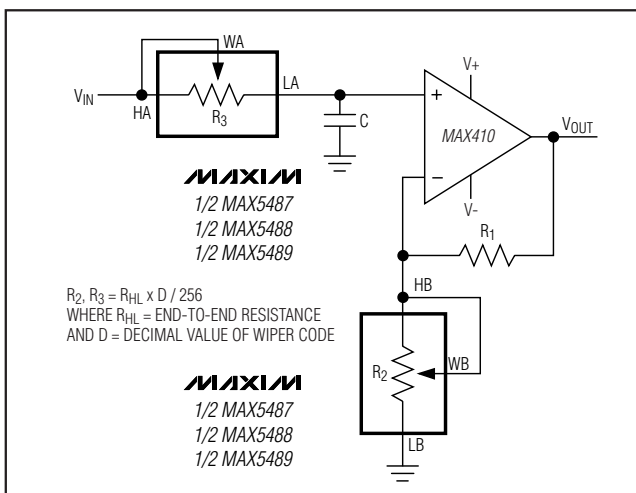 WA
V_IN
HA
R_3
LA
C
+
−
V+
V-
MAX410
V_OUT
R_1
MAXIM
1/2 MAX5487
1/2 MAX5488
1/2 MAX5489
R_2, R_3 = R_HL x D / 256
WHERE R_HL = END-TO-END RESISTANCE
AND D = DECIMAL VALUE OF WIPER CODE
HB
R_2
WB
LB
MAXIM
1/2 MAX5487
1/2 MAX5488
1/2 MAX5489